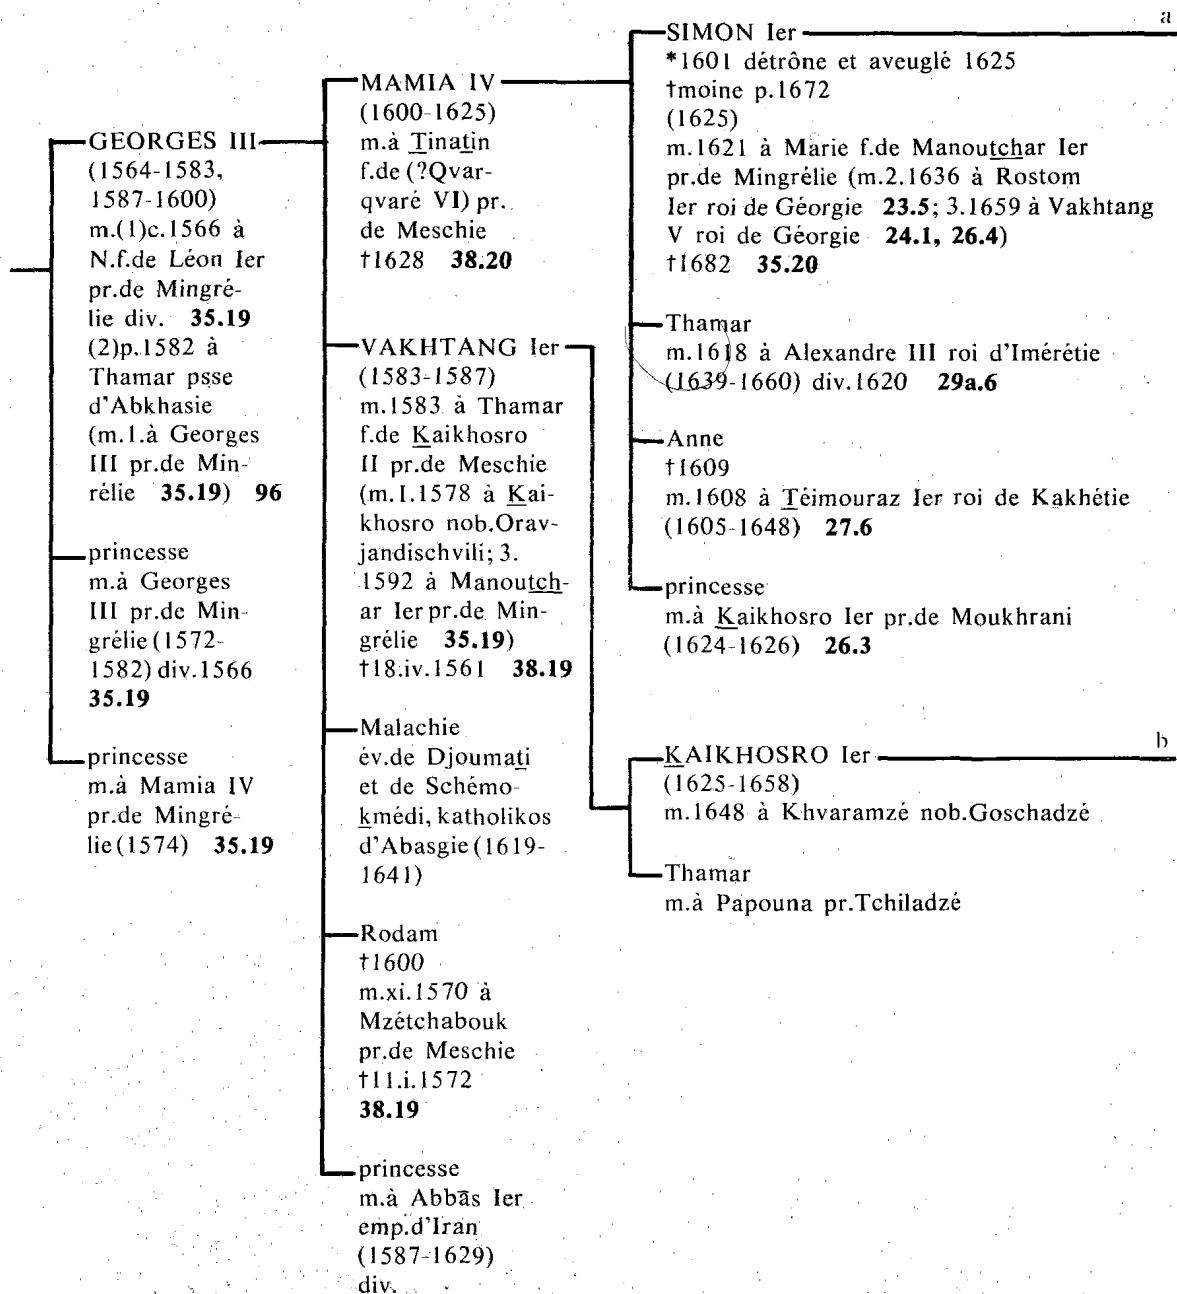 GEORGES III
(1564-1583,
1587-1600)
m.(1)c.1566 à
N.f.de Léon Ier
pr.de Mingré-
lie div. 35.19
(2)p.1582 à
Thamar psse
d'Abkhasie
(m.1.à Georges
III pr.de Min-
rélie 35.19) 96
princesse
m.à Georges
III pr.de Min-
grélie(1572-
1582) div.1566
35.19
princesse
m.à Mamia IV
pr.de Mingré-
lie(1574) 35.19
MAMIA IV
(1600-1625)
m.à Tinatin
f.de (?Qvar-
qvaré VI) pr.
de Meschie
†1628 38.20
VAKHTANG Ier
(1583-1587)
m.1583 à Thamar
f.de Kaikhosro
II pr.de Meschie
(m.I.1578 à Kai-
khosro nob.Orav-
jandischvili; 3.
1592 à Manoutch-
ar Ier pr.de Min-
grélie 35.19)
†18.iv.1561 38.19
Malachie
év.de Djoumati
et de Schémo-
kmédi, katholikos
d'Abasgie (1619-
1641)
Rodam
†1600
m.xi.1570 à
Mzétchabouk
pr.de Meschie
†11.i.1572
38.19
princesse
m.à Abbās Ier
emp.d'Iran
(1587-1629)
div.
a
SIMON Ier
*1601 détrône et aveuglé 1625
†moine p.1672
(1625)
m.1621 à Marie f.de Manoutchar Ier
pr.de Mingrélie (m.2.1636 à Rostom
Ier roi de Géorgie 23.5; 3.1659 à Vakhtang
V roi de Géorgie 24.1, 26.4)
†1682 35.20
Thamar
m.1618 à Alexandre III roi d'Imérétie
(1639-1660) div.1620 29a.6
Anne
†1609
m.1608 à Téimouraz Ier roi de Kakhétie
(1605-1648) 27.6
princesse
m.à Kaikhosro Ier pr.de Moukhrani
(1624-1626) 26.3
b
KAIKHOSRO Ier
(1625-1658)
m.1648 à Khvaramzé nob.Goschadzé
Thamar
m.à Papouna pr.Tchiladzé